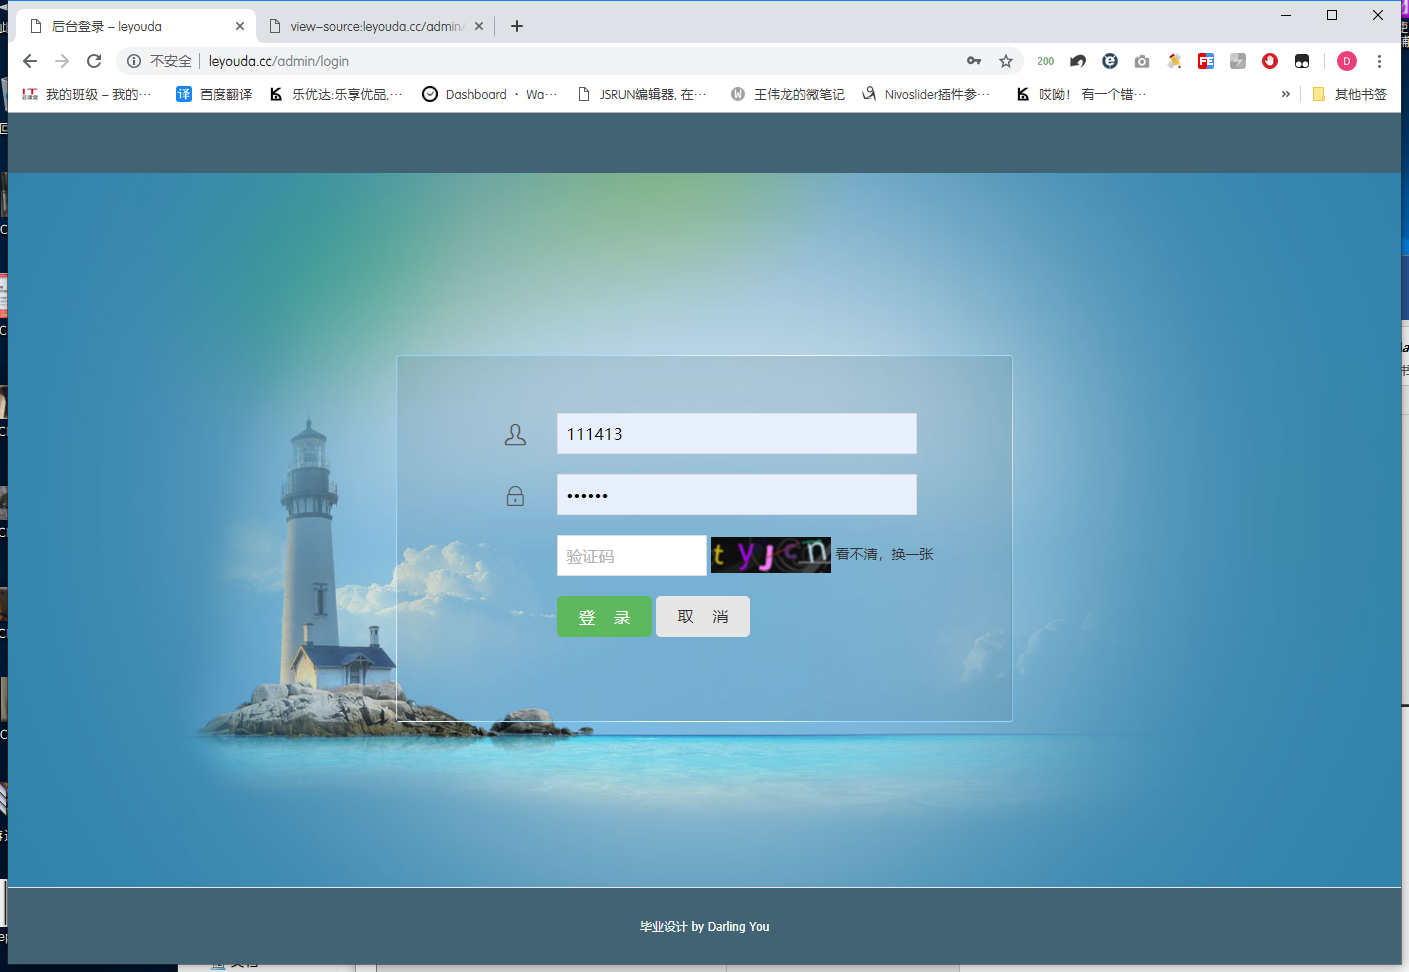 后台登录 – leyouda
view-source:leyouda.cc/admin/
不安全
leyouda.cc/admin/login
200
D
我的班级 – 我的…
译 百度翻译
乐优达:乐享优品,…
Dashboard · Wa…
JSRUN编辑器, 在…
W 王伟龙的微笔记
Nivoslider插件参…
哎呦！ 有一个错…
»
其他书签
111413
••••••
验证码
tyjcn
看不清，换一张
登 录
取 消
毕业设计 by Darling You